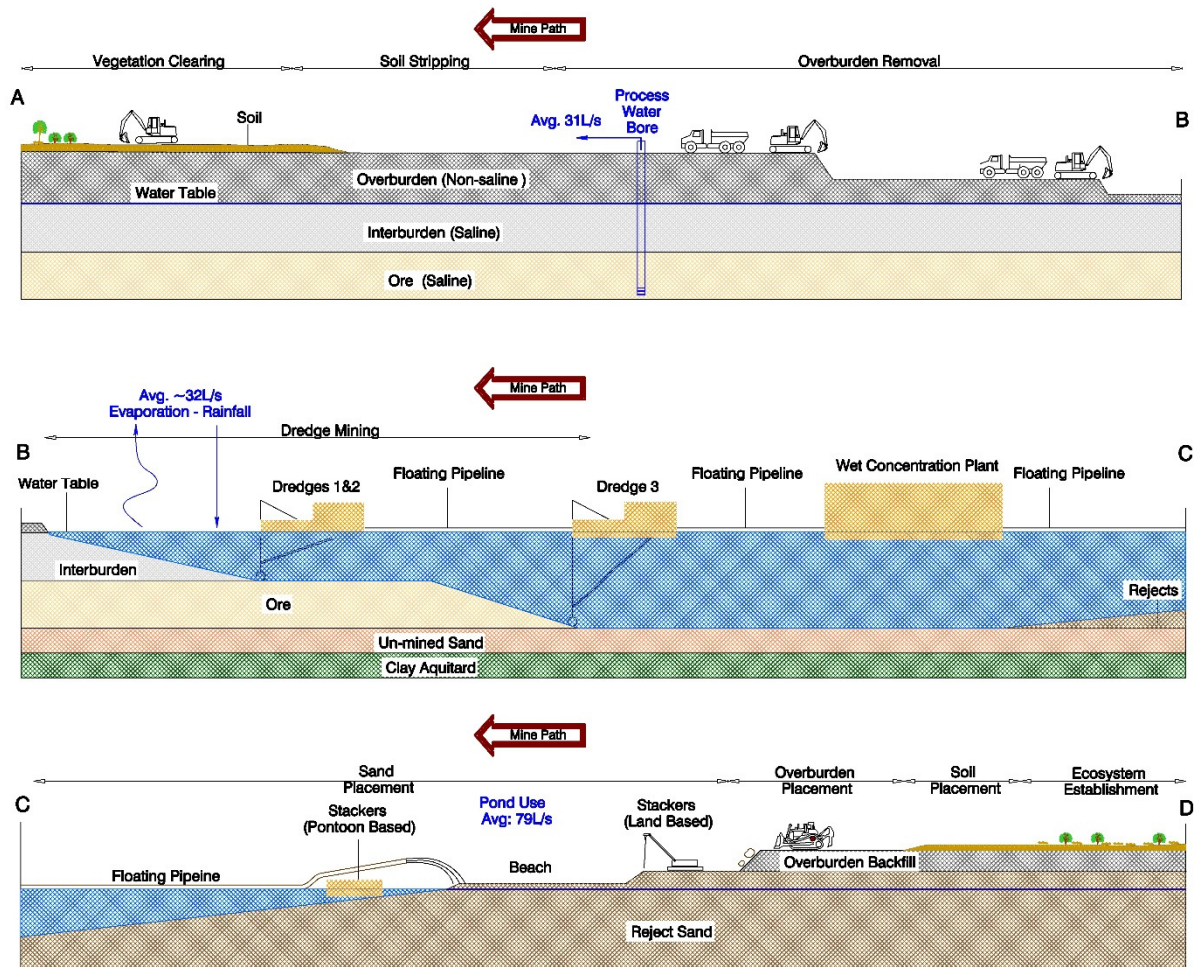 Mine Path
Vegetation Clearing
Soil Stripping
Overburden Removal
A
B
Soil
Avg. 31L/s
Process
Water
Bore
Overburden (Non-saline )
Water Table
Interburden (Saline)
Ore (Saline)
Mine Path
Avg. ~32L/s
Evaporation - Rainfall
Dredge Mining
B
C
Water Table
Dredges 1&2
Floating Pipeline
Dredge 3
Floating Pipeline
Wet Concentration Plant
Floating Pipeline
Interburden
Ore
Rejects
Un-mined Sand
Clay Aquitard
Mine Path
Sand
Placement
Overburden
Placement
Soil
Placement
Ecosystem
Establishment
C
D
Stackers
(Pontoon Based)
Pond Use
Avg: 79L/s
Stackers
(Land Based)
Floating Pipeine
Beach
Overburden Backfill
Reject Sand